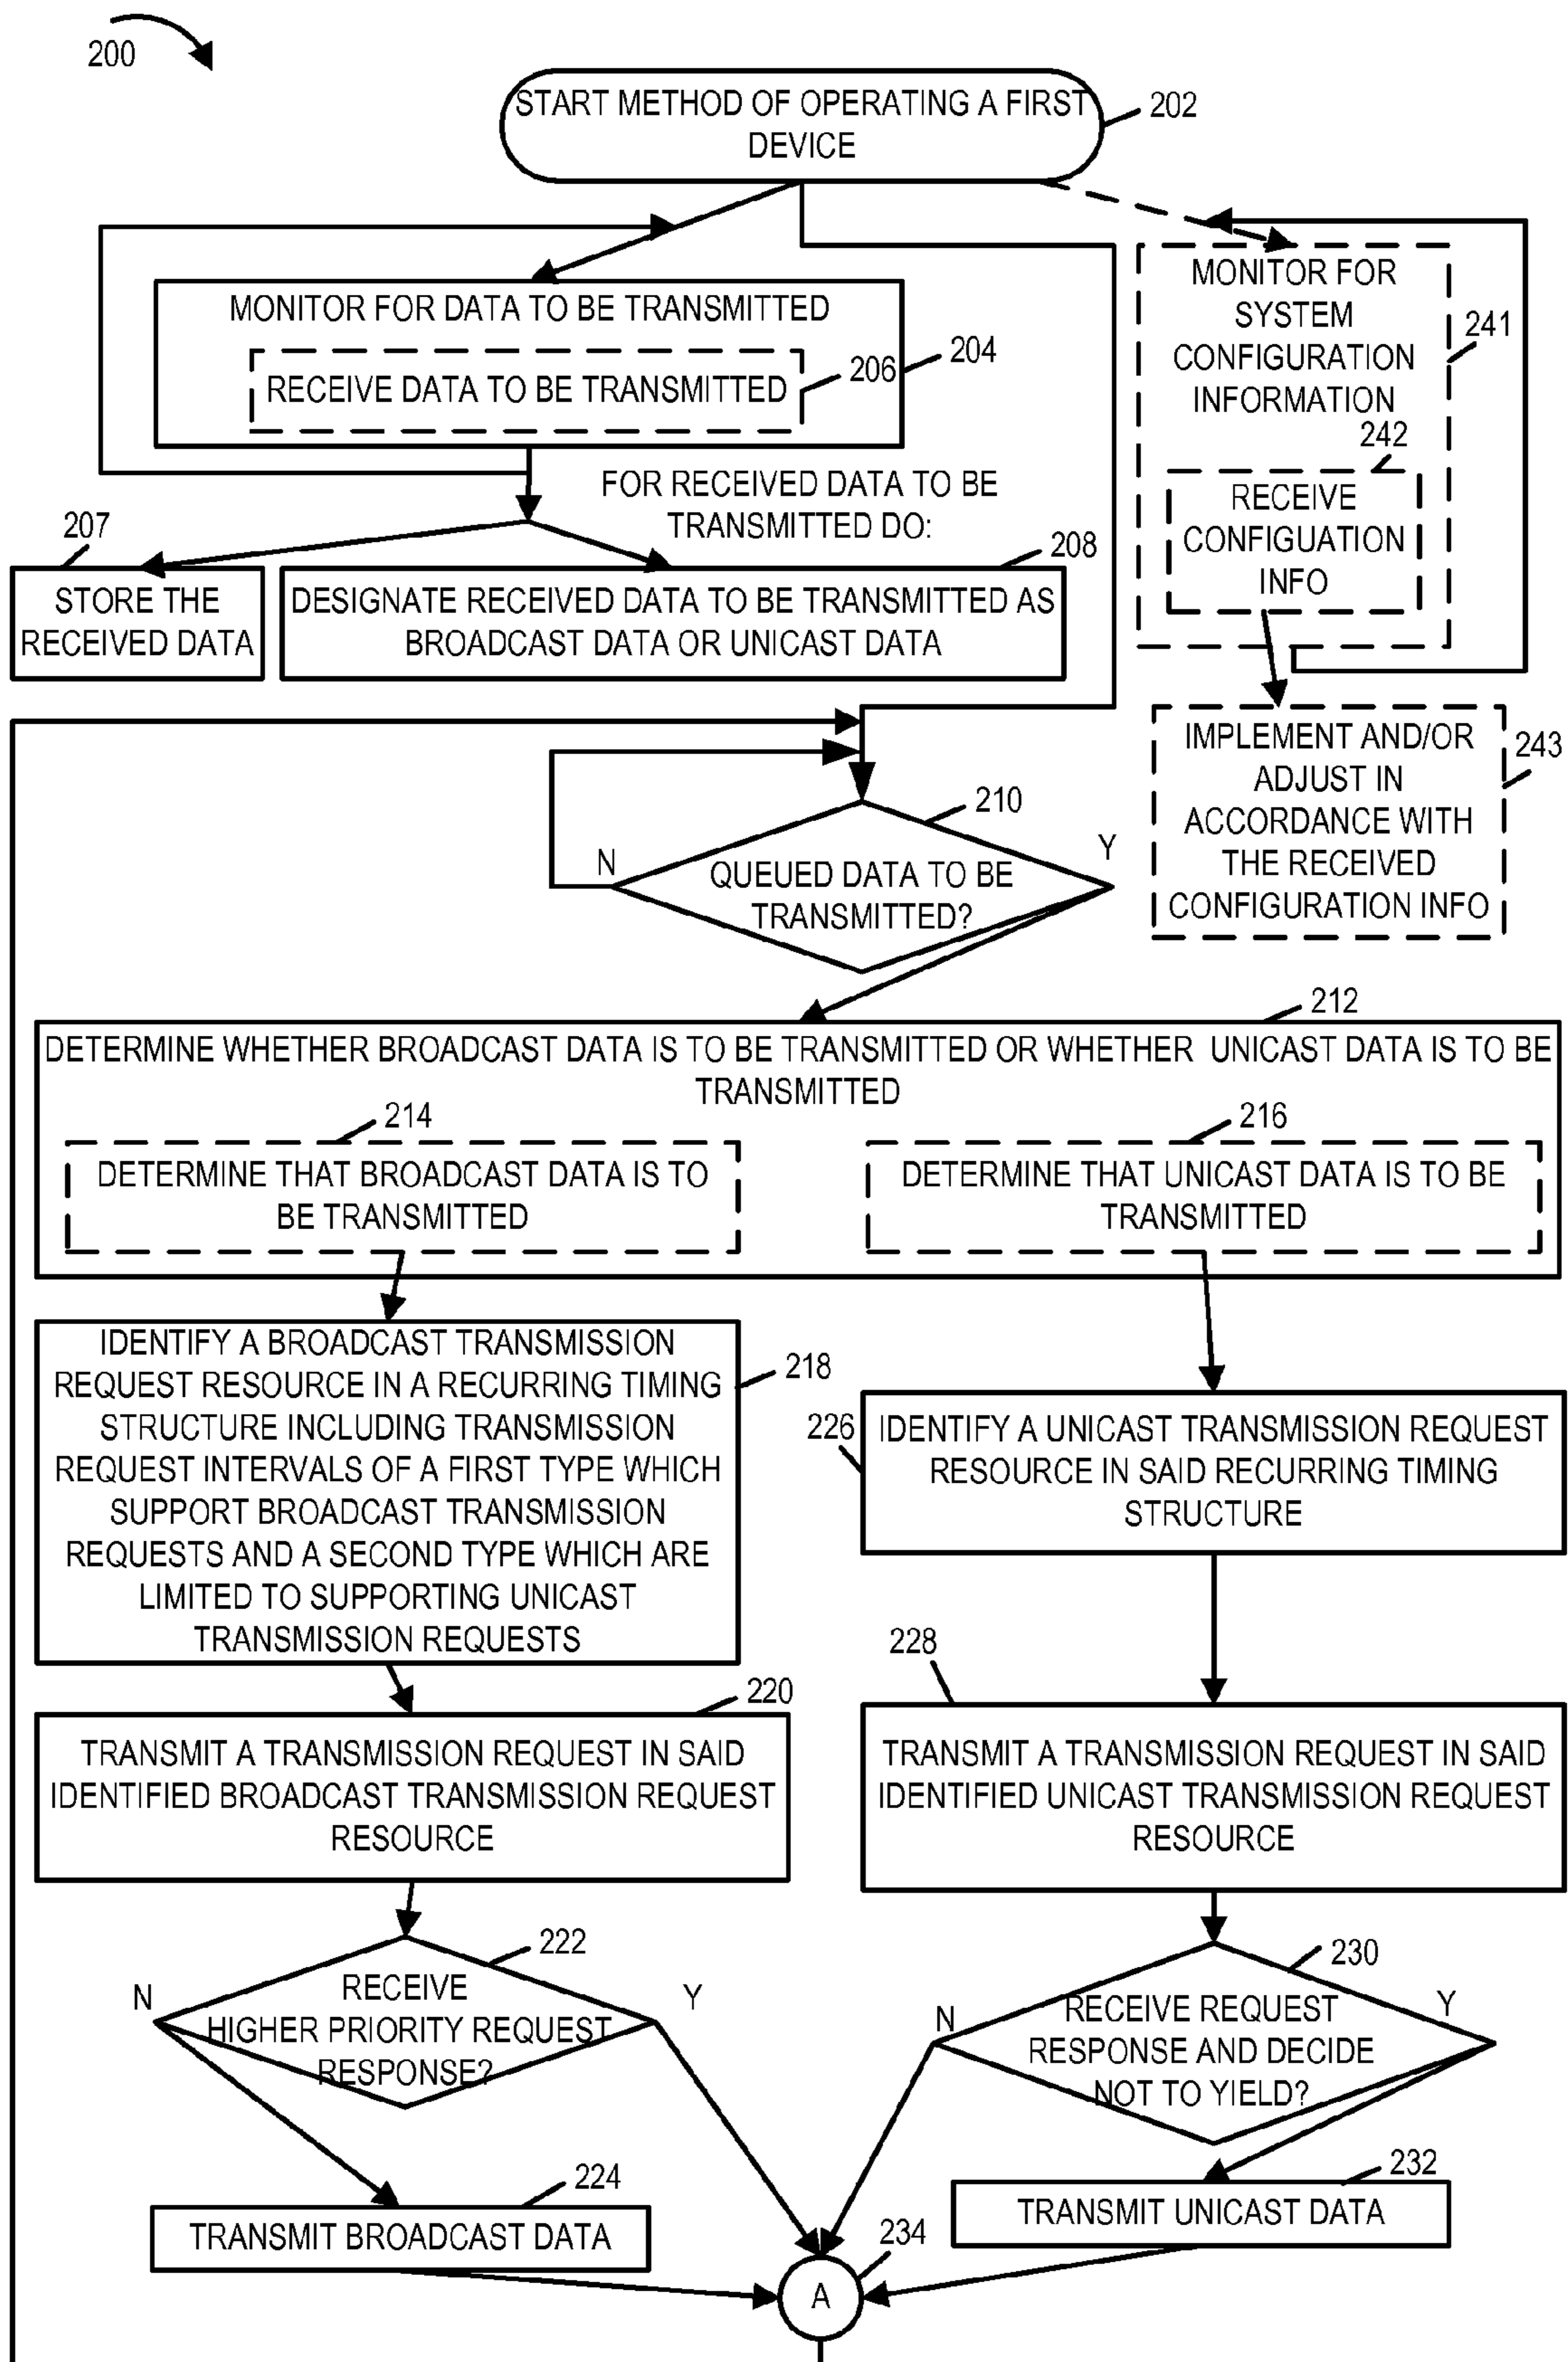 200
START METHOD OF OPERATING A FIRST
DEVICE
202
MONITOR FOR DATA TO BE TRANSMITTED
204
RECEIVE DATA TO BE TRANSMITTED
206
MONITOR FOR
SYSTEM
CONFIGURATION
INFORMATION
241
242
RECEIVE
CONFIGUATION
INFO
FOR RECEIVED DATA TO BE
TRANSMITTED DO:
207
STORE THE
RECEIVED DATA
208
DESIGNATE RECEIVED DATA TO BE TRANSMITTED AS
BROADCAST DATA OR UNICAST DATA
IMPLEMENT AND/OR
ADJUST IN
ACCORDANCE WITH
THE RECEIVED
CONFIGURATION INFO
243
210
N
Y
QUEUED DATA TO BE
TRANSMITTED?
212
DETERMINE WHETHER BROADCAST DATA IS TO BE TRANSMITTED OR WHETHER UNICAST DATA IS TO BE
TRANSMITTED
214
DETERMINE THAT BROADCAST DATA IS TO
BE TRANSMITTED
216
DETERMINE THAT UNICAST DATA IS TO BE
TRANSMITTED
IDENTIFY A BROADCAST TRANSMISSION
REQUEST RESOURCE IN A RECURRING TIMING
STRUCTURE INCLUDING TRANSMISSION
REQUEST INTERVALS OF A FIRST TYPE WHICH
SUPPORT BROADCAST TRANSMISSION
REQUESTS AND A SECOND TYPE WHICH ARE
LIMITED TO SUPPORTING UNICAST
TRANSMISSION REQUESTS
218
226
IDENTIFY A UNICAST TRANSMISSION REQUEST
RESOURCE IN SAID RECURRING TIMING
STRUCTURE
220
TRANSMIT A TRANSMISSION REQUEST IN SAID
IDENTIFIED BROADCAST TRANSMISSION REQUEST
RESOURCE
228
TRANSMIT A TRANSMISSION REQUEST IN SAID
IDENTIFIED UNICAST TRANSMISSION REQUEST
RESOURCE
222
N
Y
RECEIVE
HIGHER PRIORITY REQUEST
RESPONSE?
230
N
Y
RECEIVE REQUEST
RESPONSE AND DECIDE
NOT TO YIELD?
224
TRANSMIT BROADCAST DATA
232
TRANSMIT UNICAST DATA
234
A